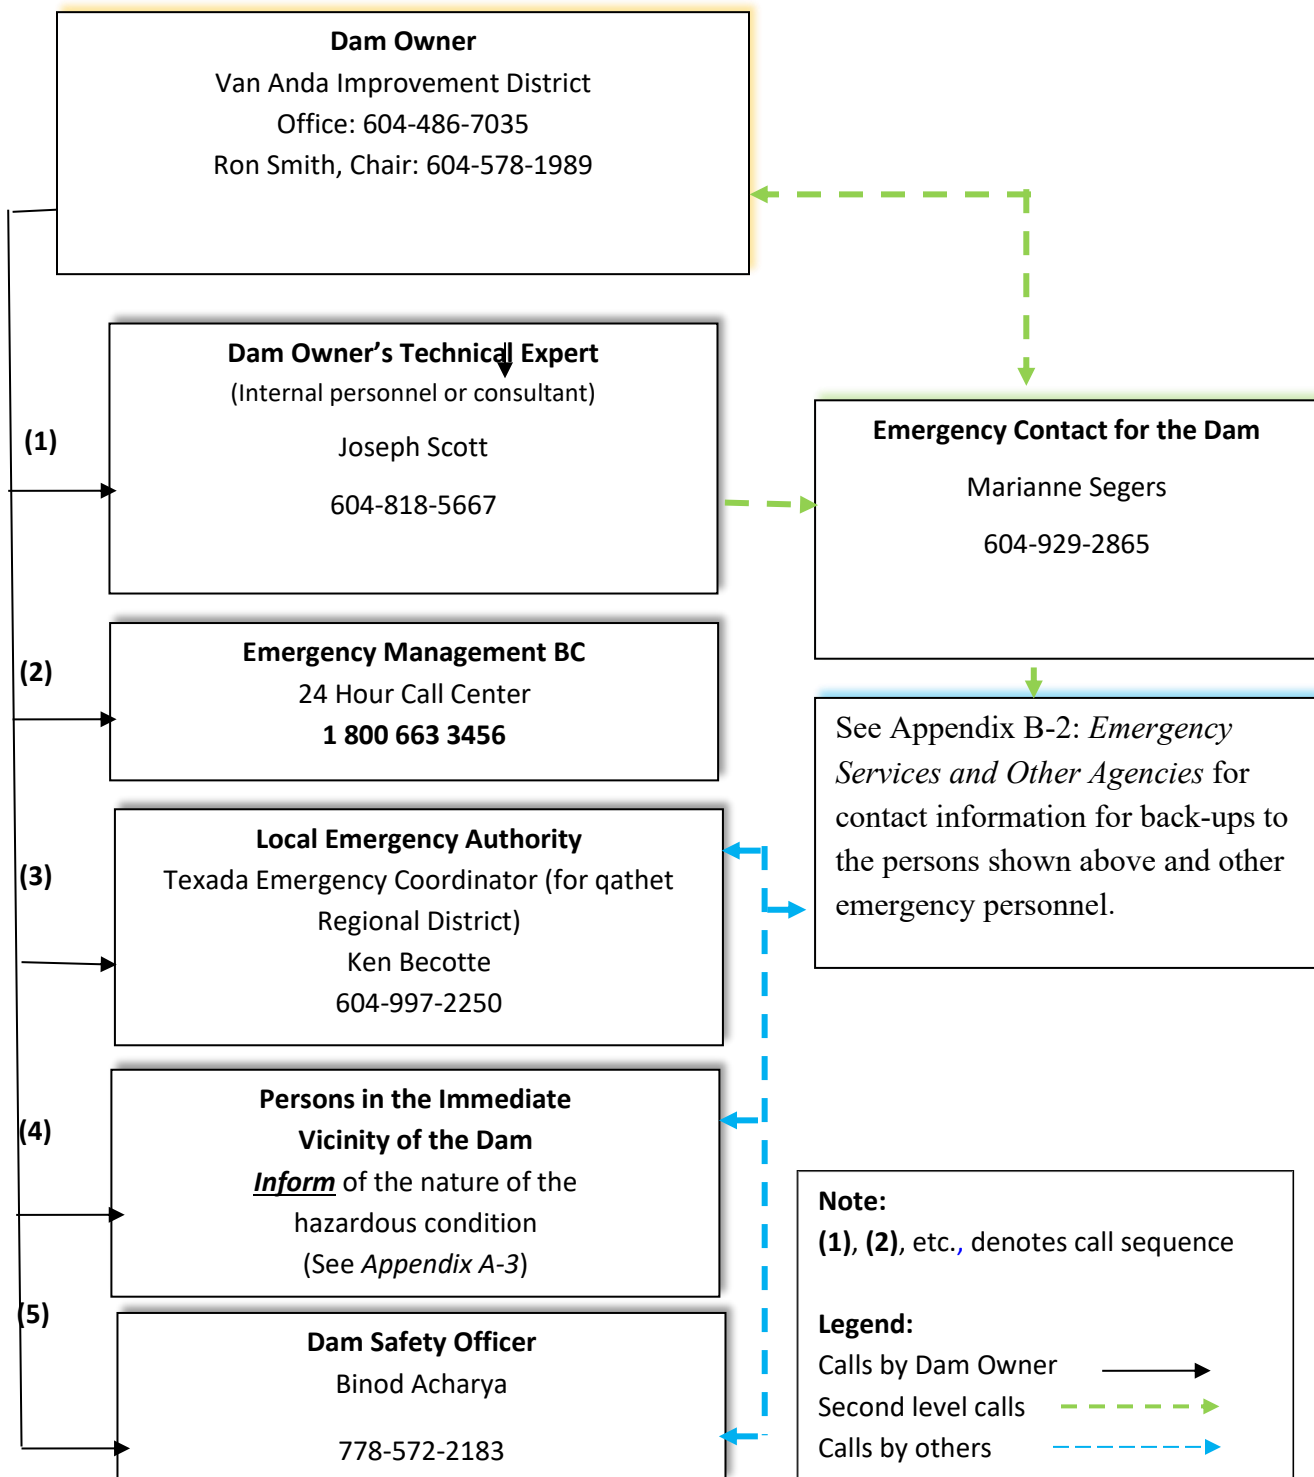 Dam Owner
Van Anda Improvement District
Office: 604-486-7035
Ron Smith, Chair: 604-578-1989
Dam Owner's Technical Expert
(Internal personnel or consultant)
Joseph Scott
604-818-5667
(1)
Emergency Contact for the Dam
Marianne Segers
604-929-2865
(2)
Emergency Management BC
24 Hour Call Center
1 800 663 3456
See Appendix B-2: Emergency
Services and Other Agencies for
contact information for back-ups to
the persons shown above and other
emergency personnel.
(3)
Local Emergency Authority
Texada Emergency Coordinator (for qathet
Regional District)
Ken Becotte
604-997-2250
(4)
Persons in the Immediate
Vicinity of the Dam
Inform of the nature of the
hazardous condition
(See Appendix A-3)
(5)
Dam Safety Officer
Binod Acharya
778-572-2183
Note:
(1), (2), etc., denotes call sequence
Legend:
Calls by Dam Owner
Second level calls
Calls by others